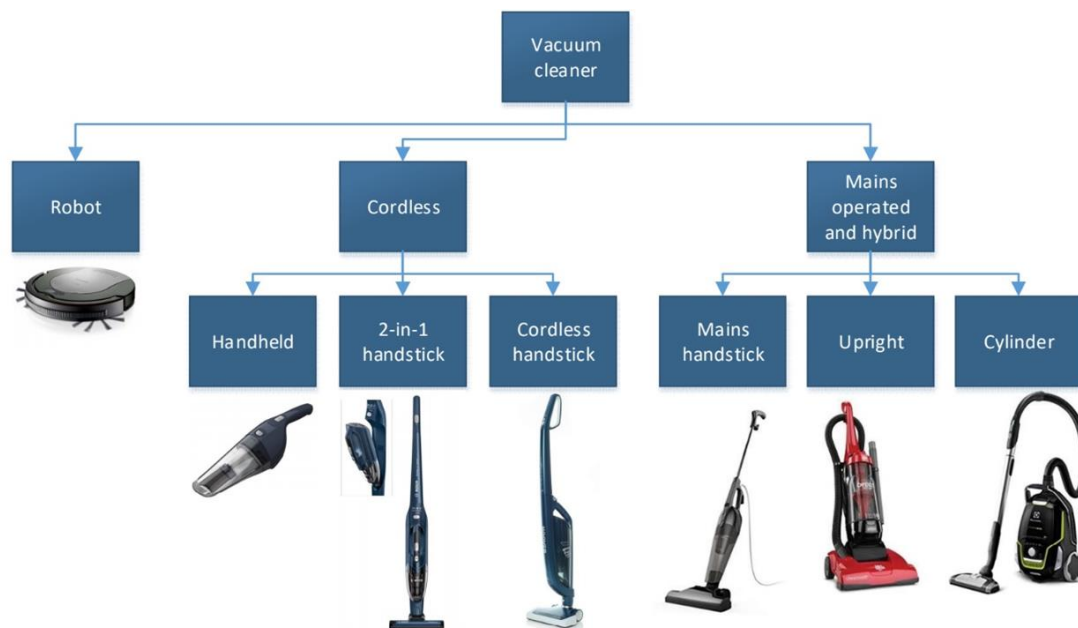 Vacuum
cleaner
Robot
Cordless
Mains
operated
and hybrid
Handheld
2-in-1
handstick
Cordless
handstick
Mains
handstick
Upright
Cylinder